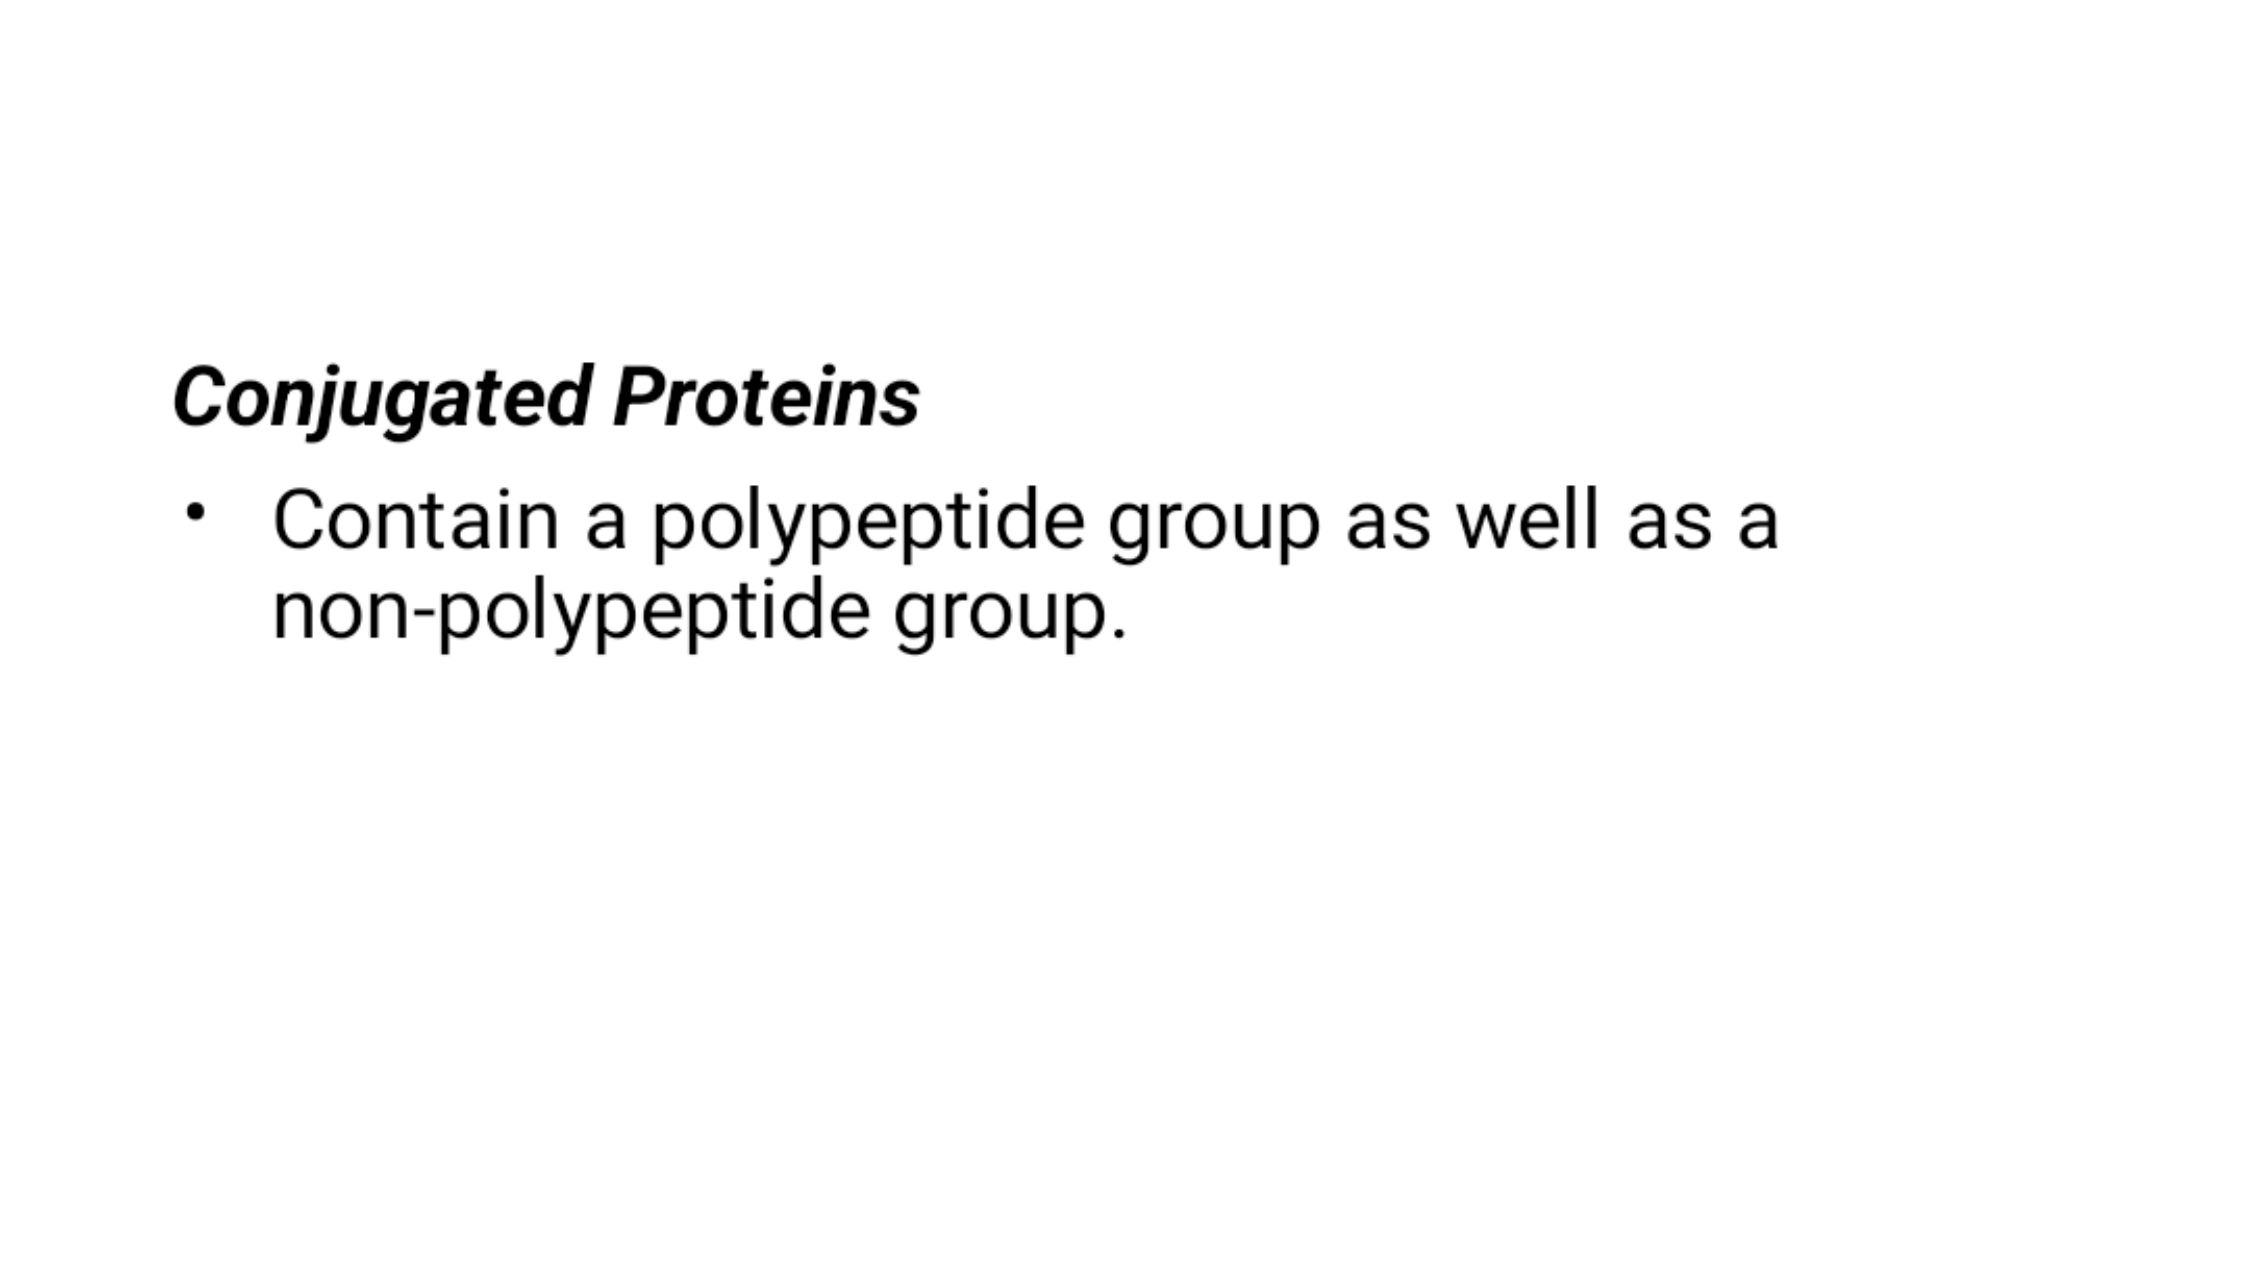 Conjugated Proteins
• Contain a polypeptide group as well as a
non-polypeptide group.